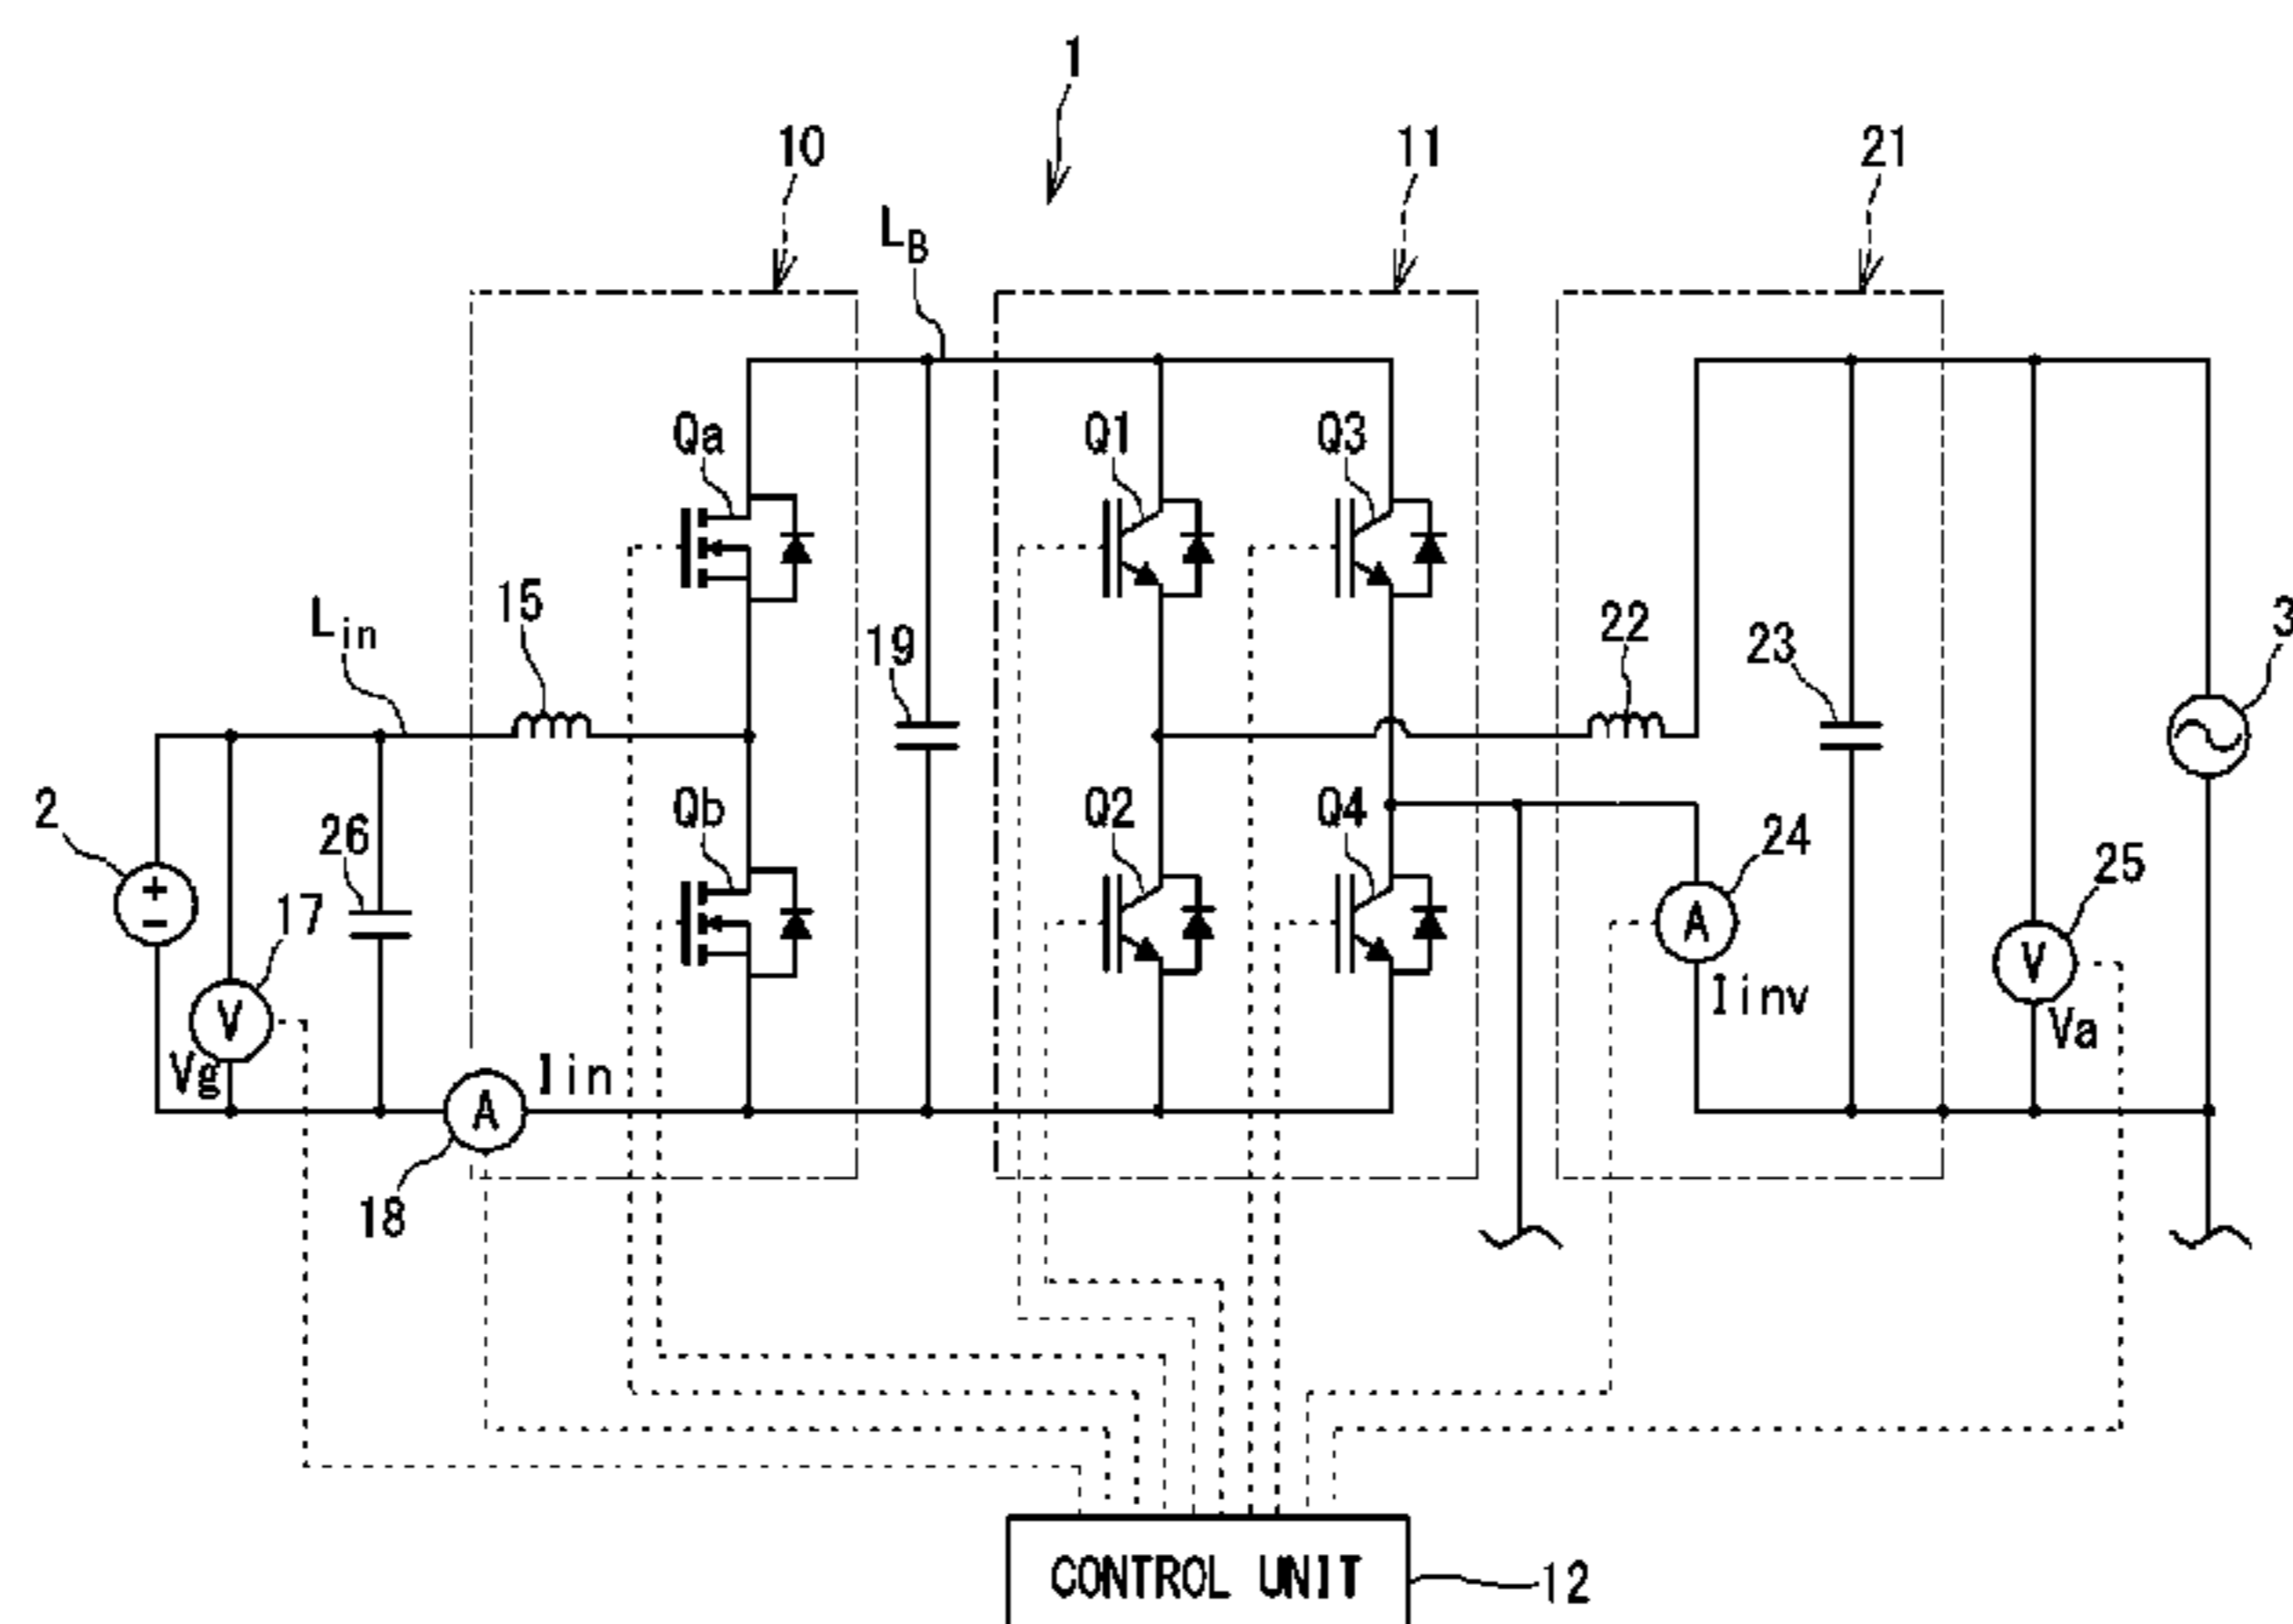 1
10
11
21
LB
Qa
Q1
Q3
Lin
15
19
22
23
3
2
26
Qb
Q2
Q4
24
25
+
−
17
A
V
Iinv
Va
V
Vg
Iin
A
18
CONTROL UNIT
12